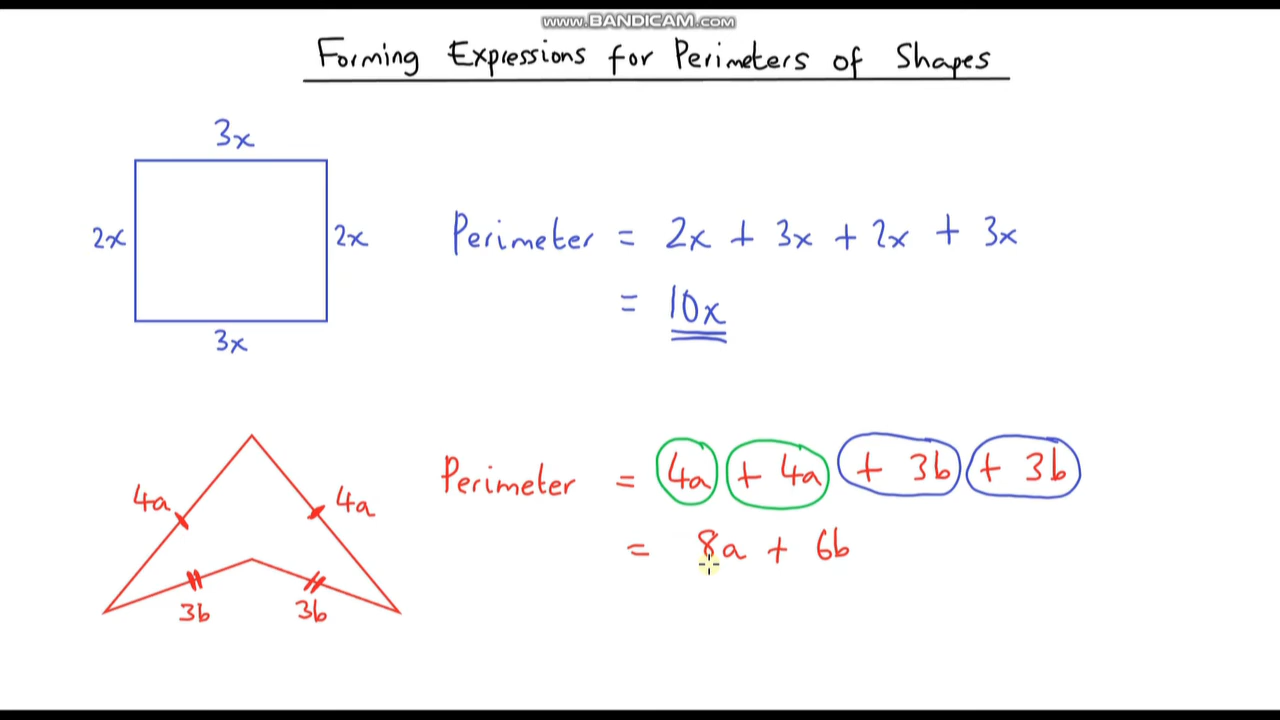 www.BANDICAM.com
Forming Expressions for Perimeters of Shapes
3x
2x
2x
3x
Perimeter = 2x + 3x + 2x + 3x
= 10x
4a
4a
3b
3b
Perimeter = 4a + 4a + 3b + 3b
= 8a + 6b